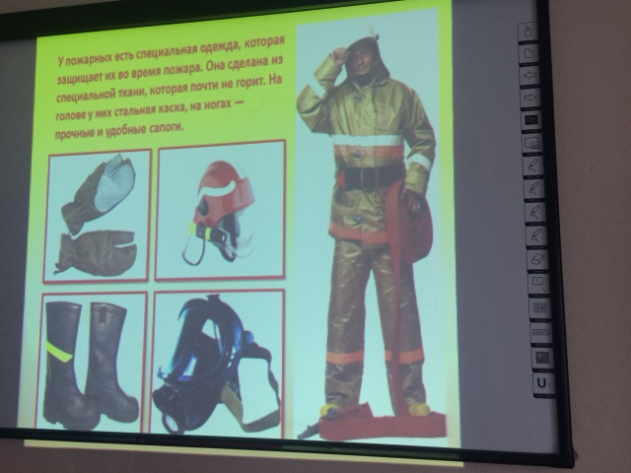 У пожарных есть специальная одежда, которая
защищает их во время пожара. Она сделана из
специальной ткани, которая почти не горит. На
голове у них стальная каска, на ногах —
прочные и удобные сапоги.